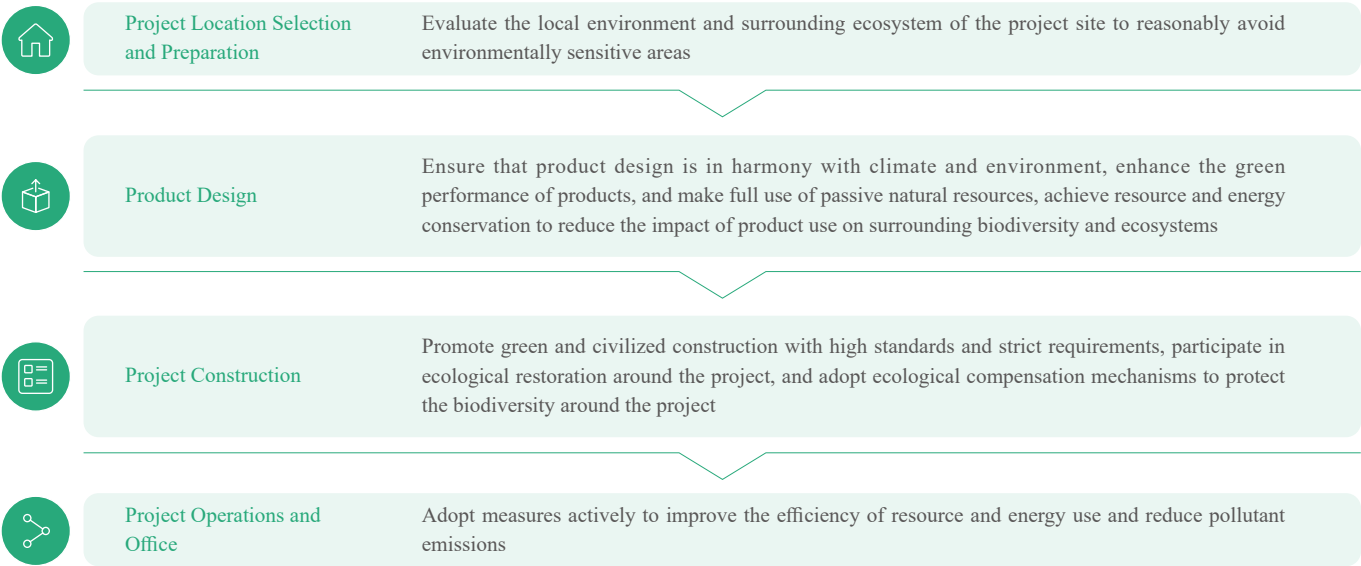 Project Location Selection
and Preparation
Evaluate the local environment and surrounding ecosystem of the project site to reasonably avoid
environmentally sensitive areas
Product Design
Ensure that product design is in harmony with climate and environment, enhance the green
performance of products, and make full use of passive natural resources, achieve resource and energy
conservation to reduce the impact of product use on surrounding biodiversity and ecosystems
Project Construction
Promote green and civilized construction with high standards and strict requirements, participate in
ecological restoration around the project, and adopt ecological compensation mechanisms to protect
the biodiversity around the project
Project Operations and
Office
Adopt measures actively to improve the efficiency of resource and energy use and reduce pollutant
emissions